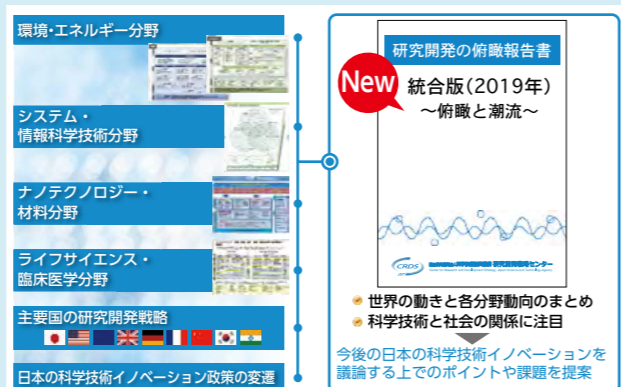 環境・エネルギー分野
システム・
情報科学技術分野
ナノテクノロジー・
材料分野
ライフサイエンス・
臨床医学分野
主要国の研究開発戦略
日本の科学技術イノベーション政策の変遷
研究開発の俯瞰報告書
New
統合版(2019年)
~俯瞰と潮流~
CRDS
研究開発戦略センター
世界の動きと各分野動向のまとめ
科学技術と社会の関係に注目
今後の日本の科学技術イノベーションを
議論する上でのポイントや課題を提案